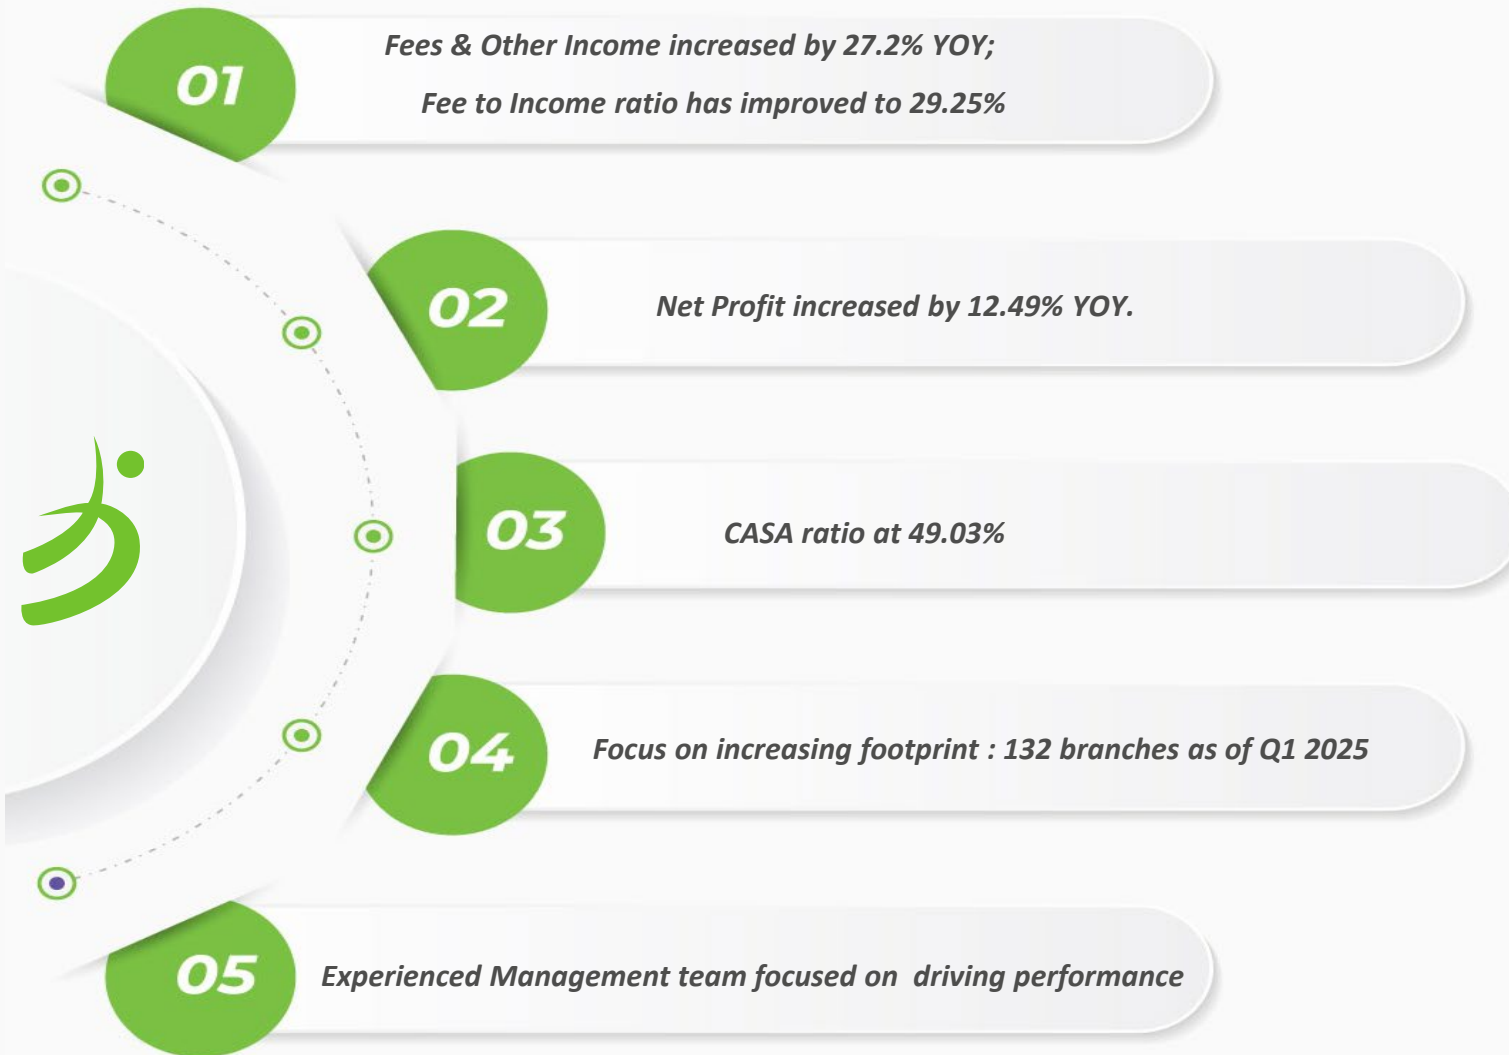 01
Fees & Other Income increased by 27.2% YOY;
Fee to Income ratio has improved to 29.25%
02
Net Profit increased by 12.49% YOY.
03
CASA ratio at 49.03%
04
Focus on increasing footprint : 132 branches as of Q1 2025
05
Experienced Management team focused on  driving performance